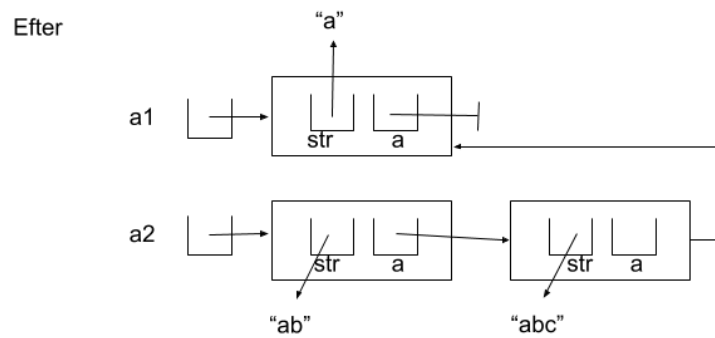 Efter
“a”
a1
str a
a2
str a str a
“ab” “abc”